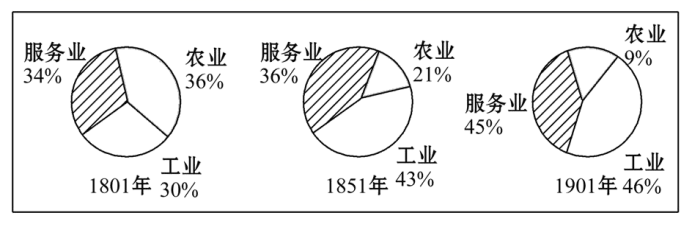 服务业
34%
农业
36%
工业
30%
1801年
服务业
36%
农业
21%
工业
43%
1851年
农业
9%
服务业
45%
工业
46%
1901年